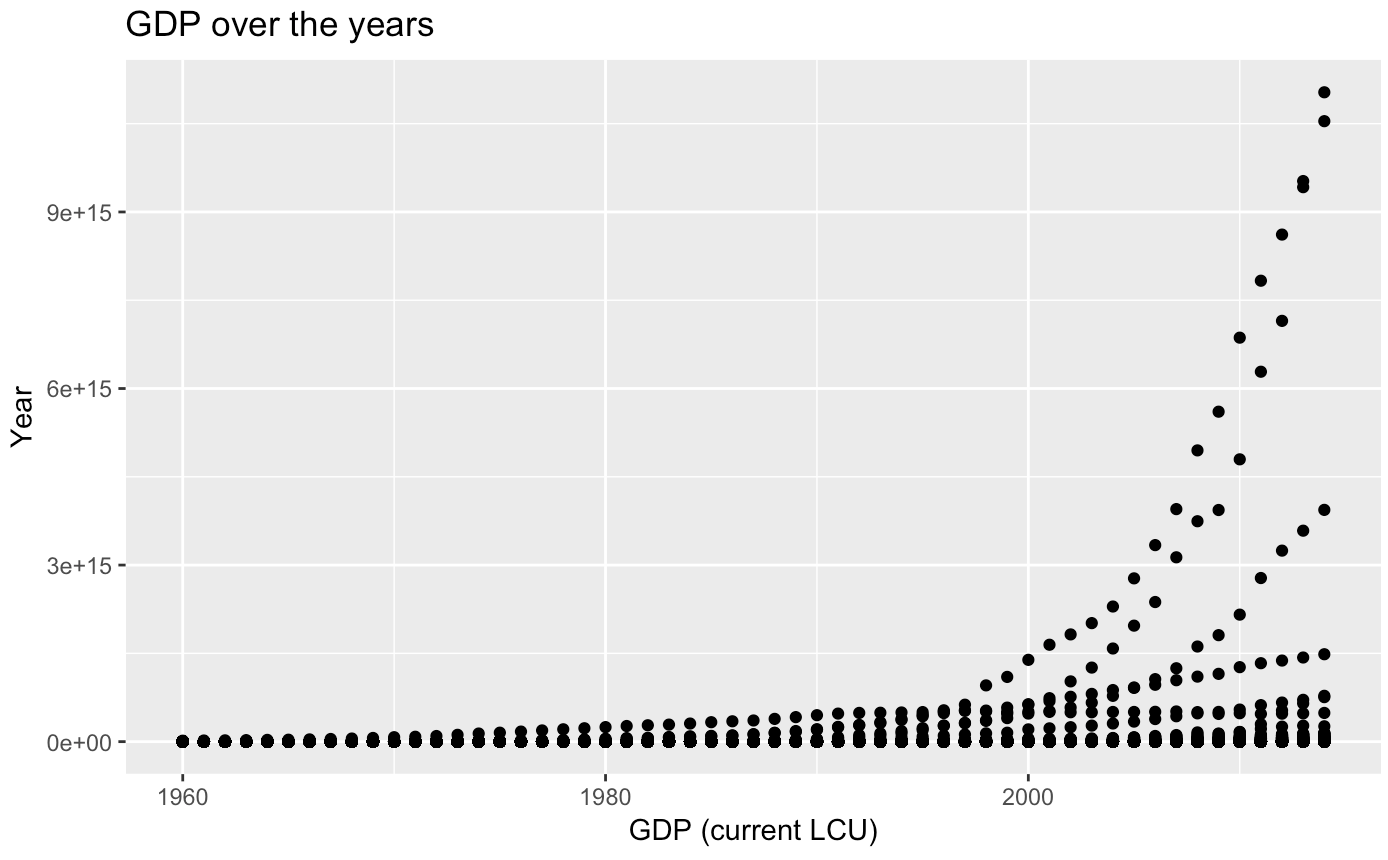 GDP over the years
9e+15
6e+15
3e+15
0e+00
Year
1960
1980
2000
GDP (current LCU)